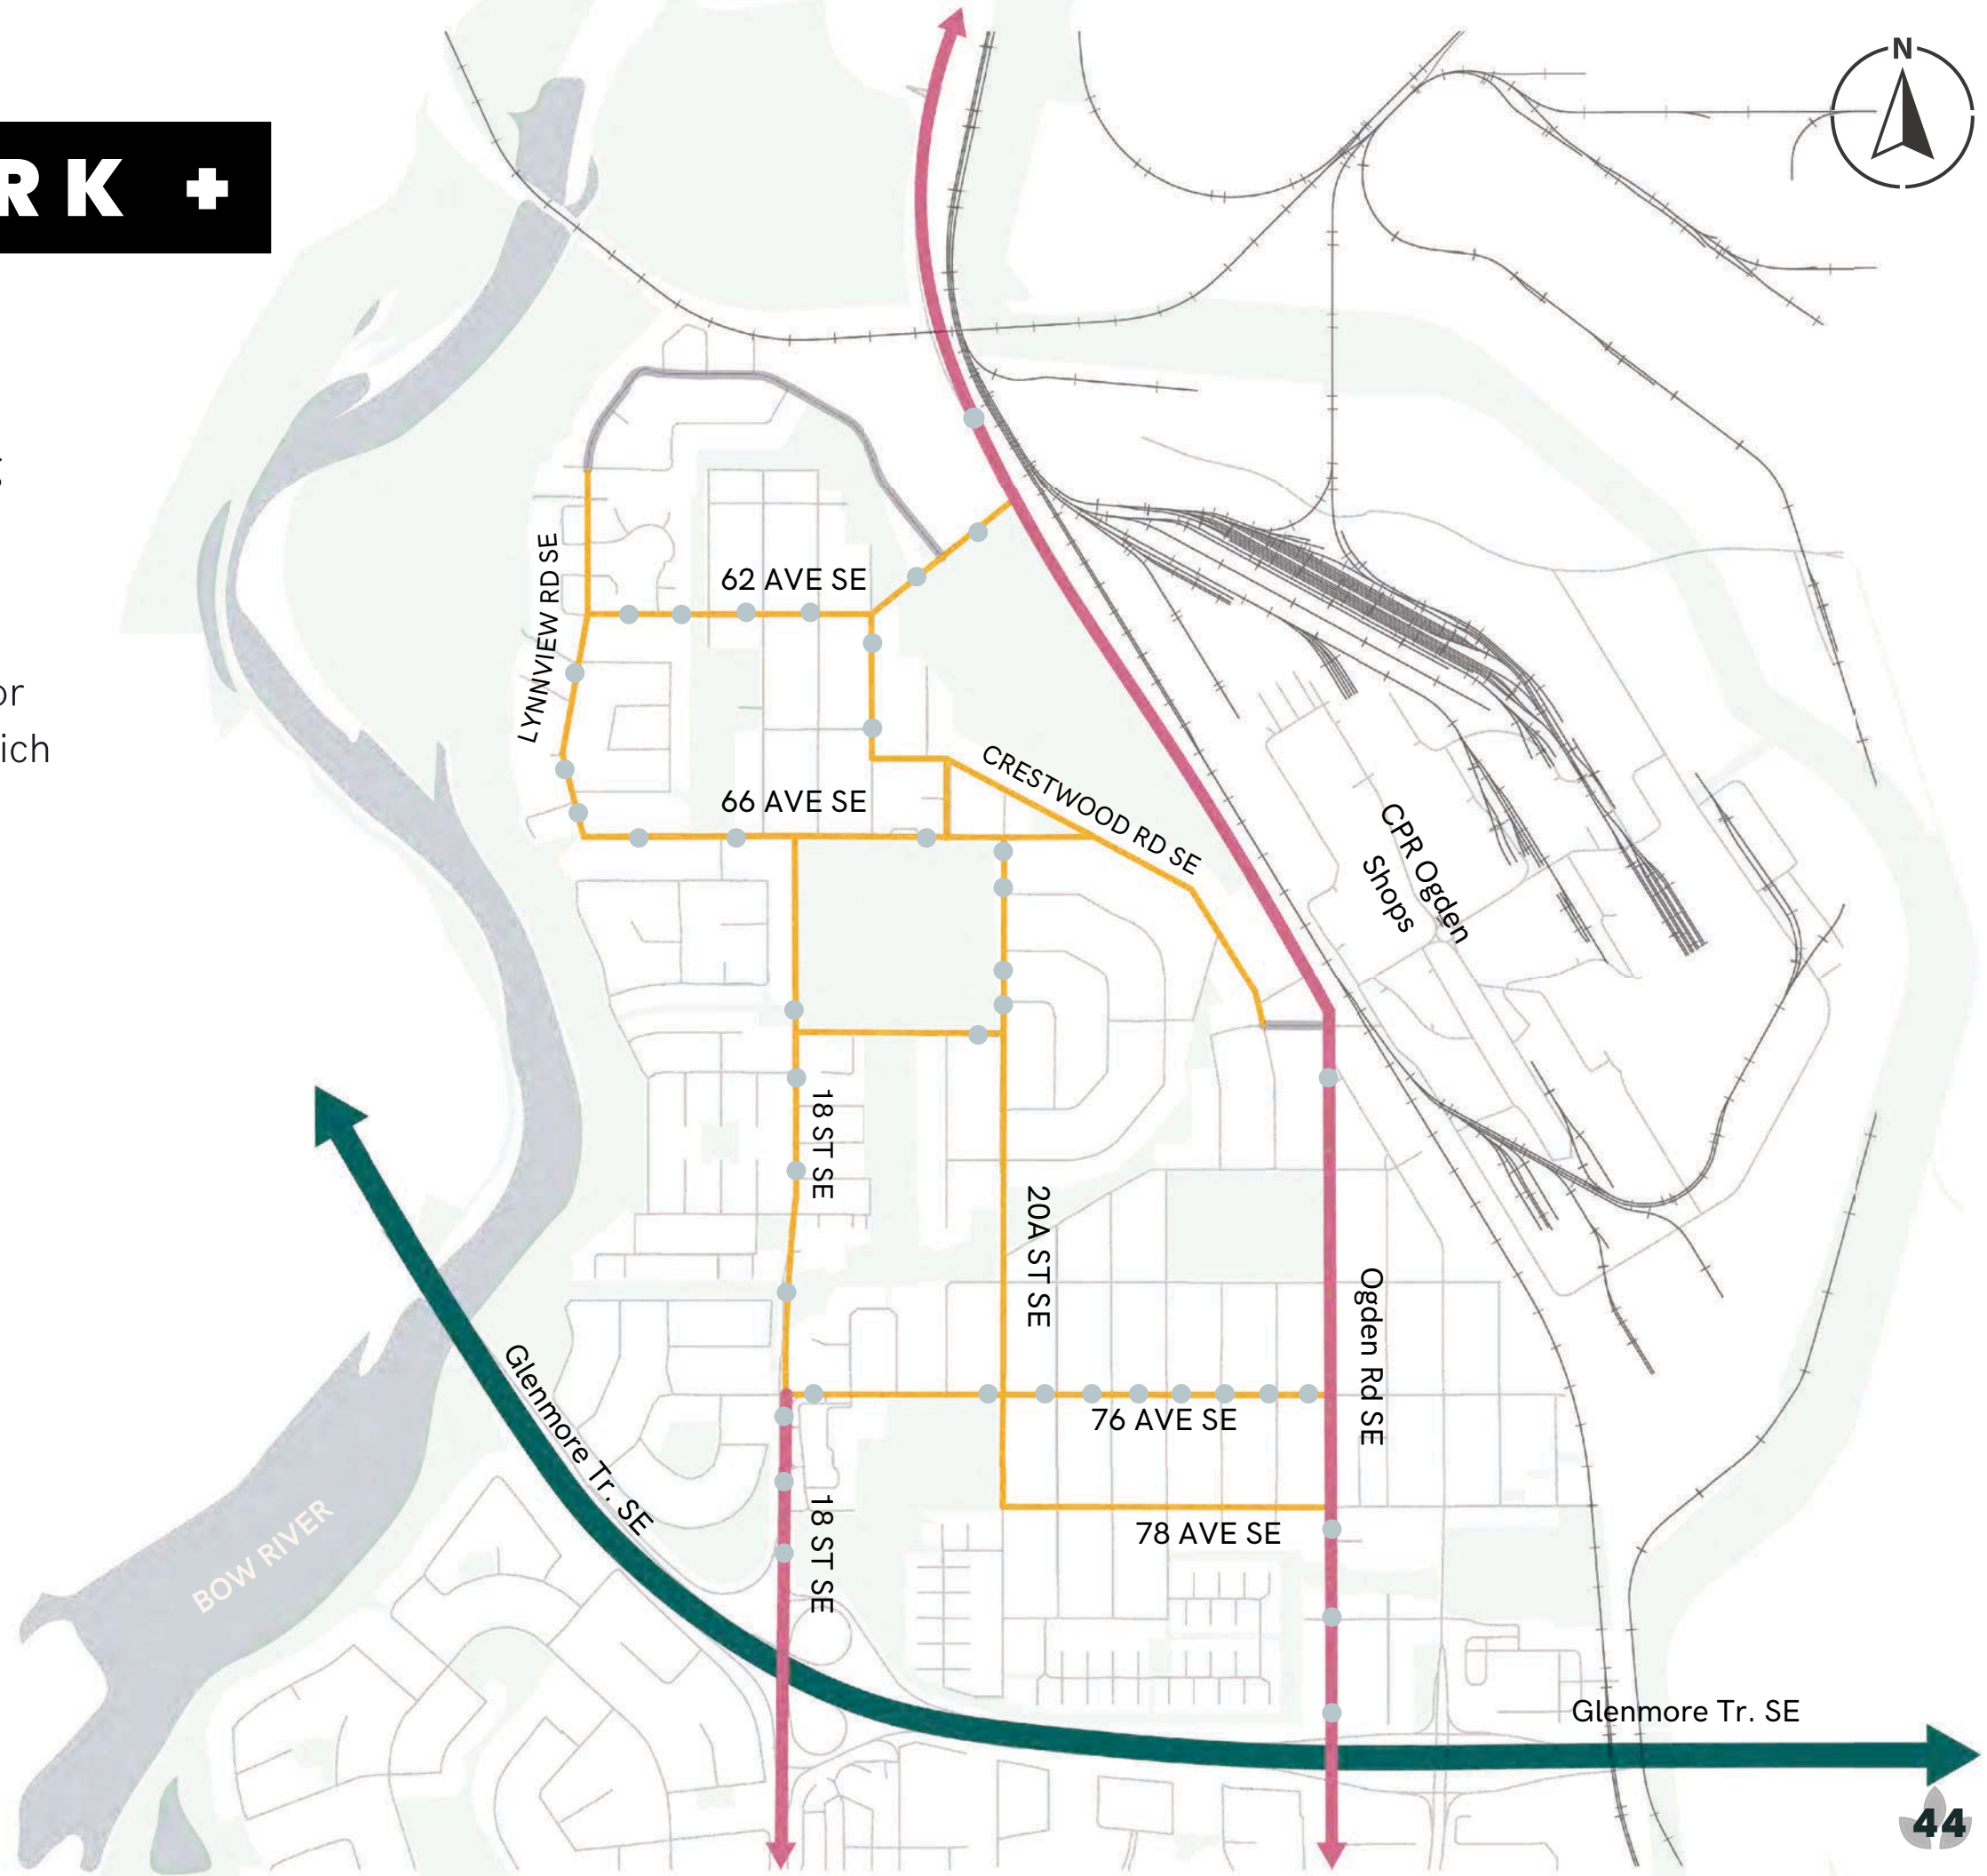 N
RK +
g
or
ich
62 AVE SE
LYNNVIEW RD SE
66 AVE SE
CRESTWOOD RD SE
CPR Ogden
Shops
18 ST SE
20A ST SE
Ogden Rd SE
Glenmore Tr. SE
76 AVE SE
18 ST SE
78 AVE SE
BOW RIVER
Glenmore Tr. SE
44